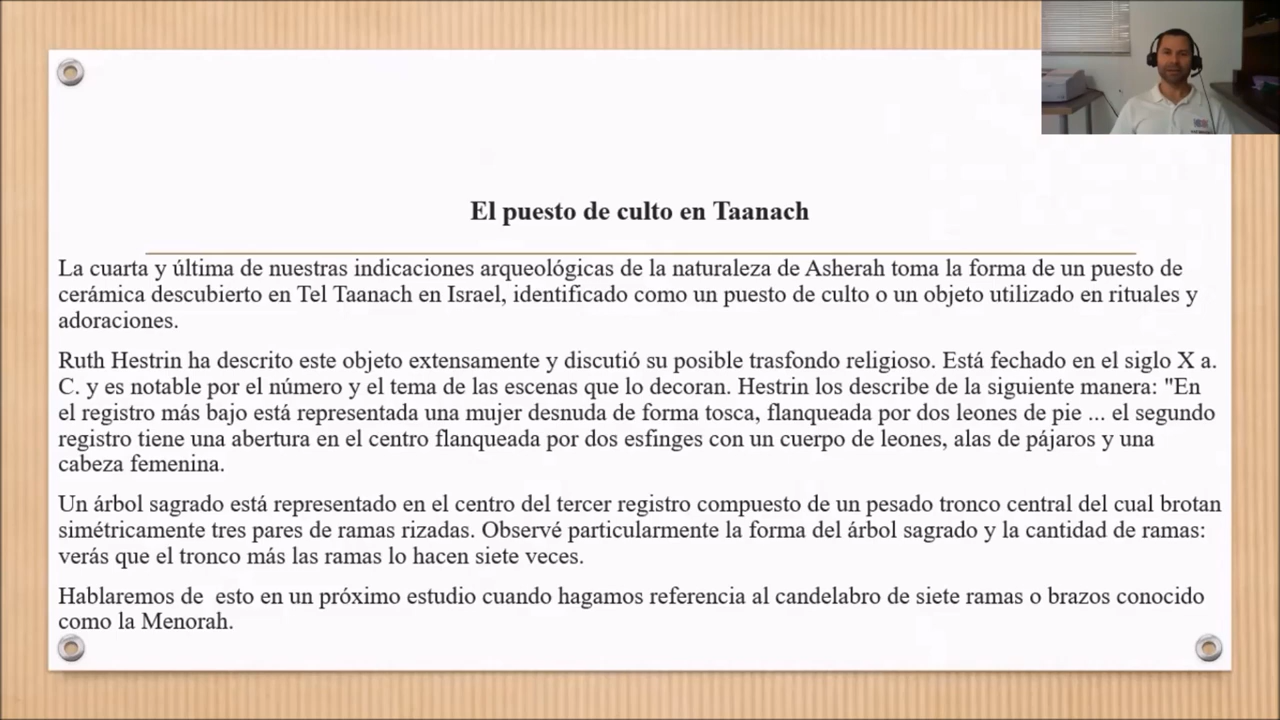 El puesto de culto en Taanach
La cuarta y última de nuestras indicaciones arqueológicas de la naturaleza de Asherah toma la forma de un puesto de
cerámica descubierto en Tel Taanach en Israel, identificado como un puesto de culto o un objeto utilizado en rituales y
adoraciones.
Ruth Hestrin ha descrito este objeto extensamente y discutió su posible trasfondo religioso. Está fechado en el siglo X a.
C. y es notable por el número y el tema de las escenas que lo decoran. Hestrin los describe de la siguiente manera: "En
el registro más bajo está representada una mujer desnuda de forma tosca, flanqueada por dos leones de pie ... el segundo
registro tiene una abertura en el centro flanqueada por dos esfinges con un cuerpo de leones, alas de pájaros y una
cabeza femenina.
Un árbol sagrado está representado en el centro del tercer registro compuesto de un pesado tronco central del cual brotan
simétricamente tres pares de ramas rizadas. Observé particularmente la forma del árbol sagrado y la cantidad de ramas:
verás que el tronco más las ramas lo hacen siete veces.
Hablaremos de  esto en un próximo estudio cuando hagamos referencia al candelabro de siete ramas o brazos conocido
como la Menorah.